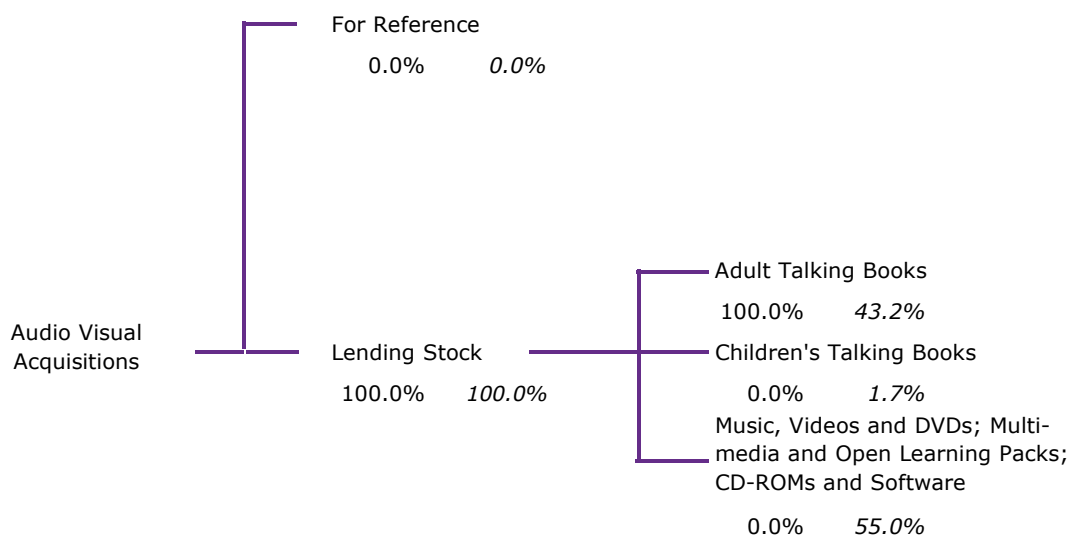 For Reference
0.0% 0.0%
Audio Visual
Acquisitions
Lending Stock
100.0% 100.0%
Adult Talking Books
100.0% 43.2%
Children's Talking Books
0.0% 1.7%
Music, Videos and DVDs; Multi-
media and Open Learning Packs;
CD-ROMs and Software
0.0% 55.0%